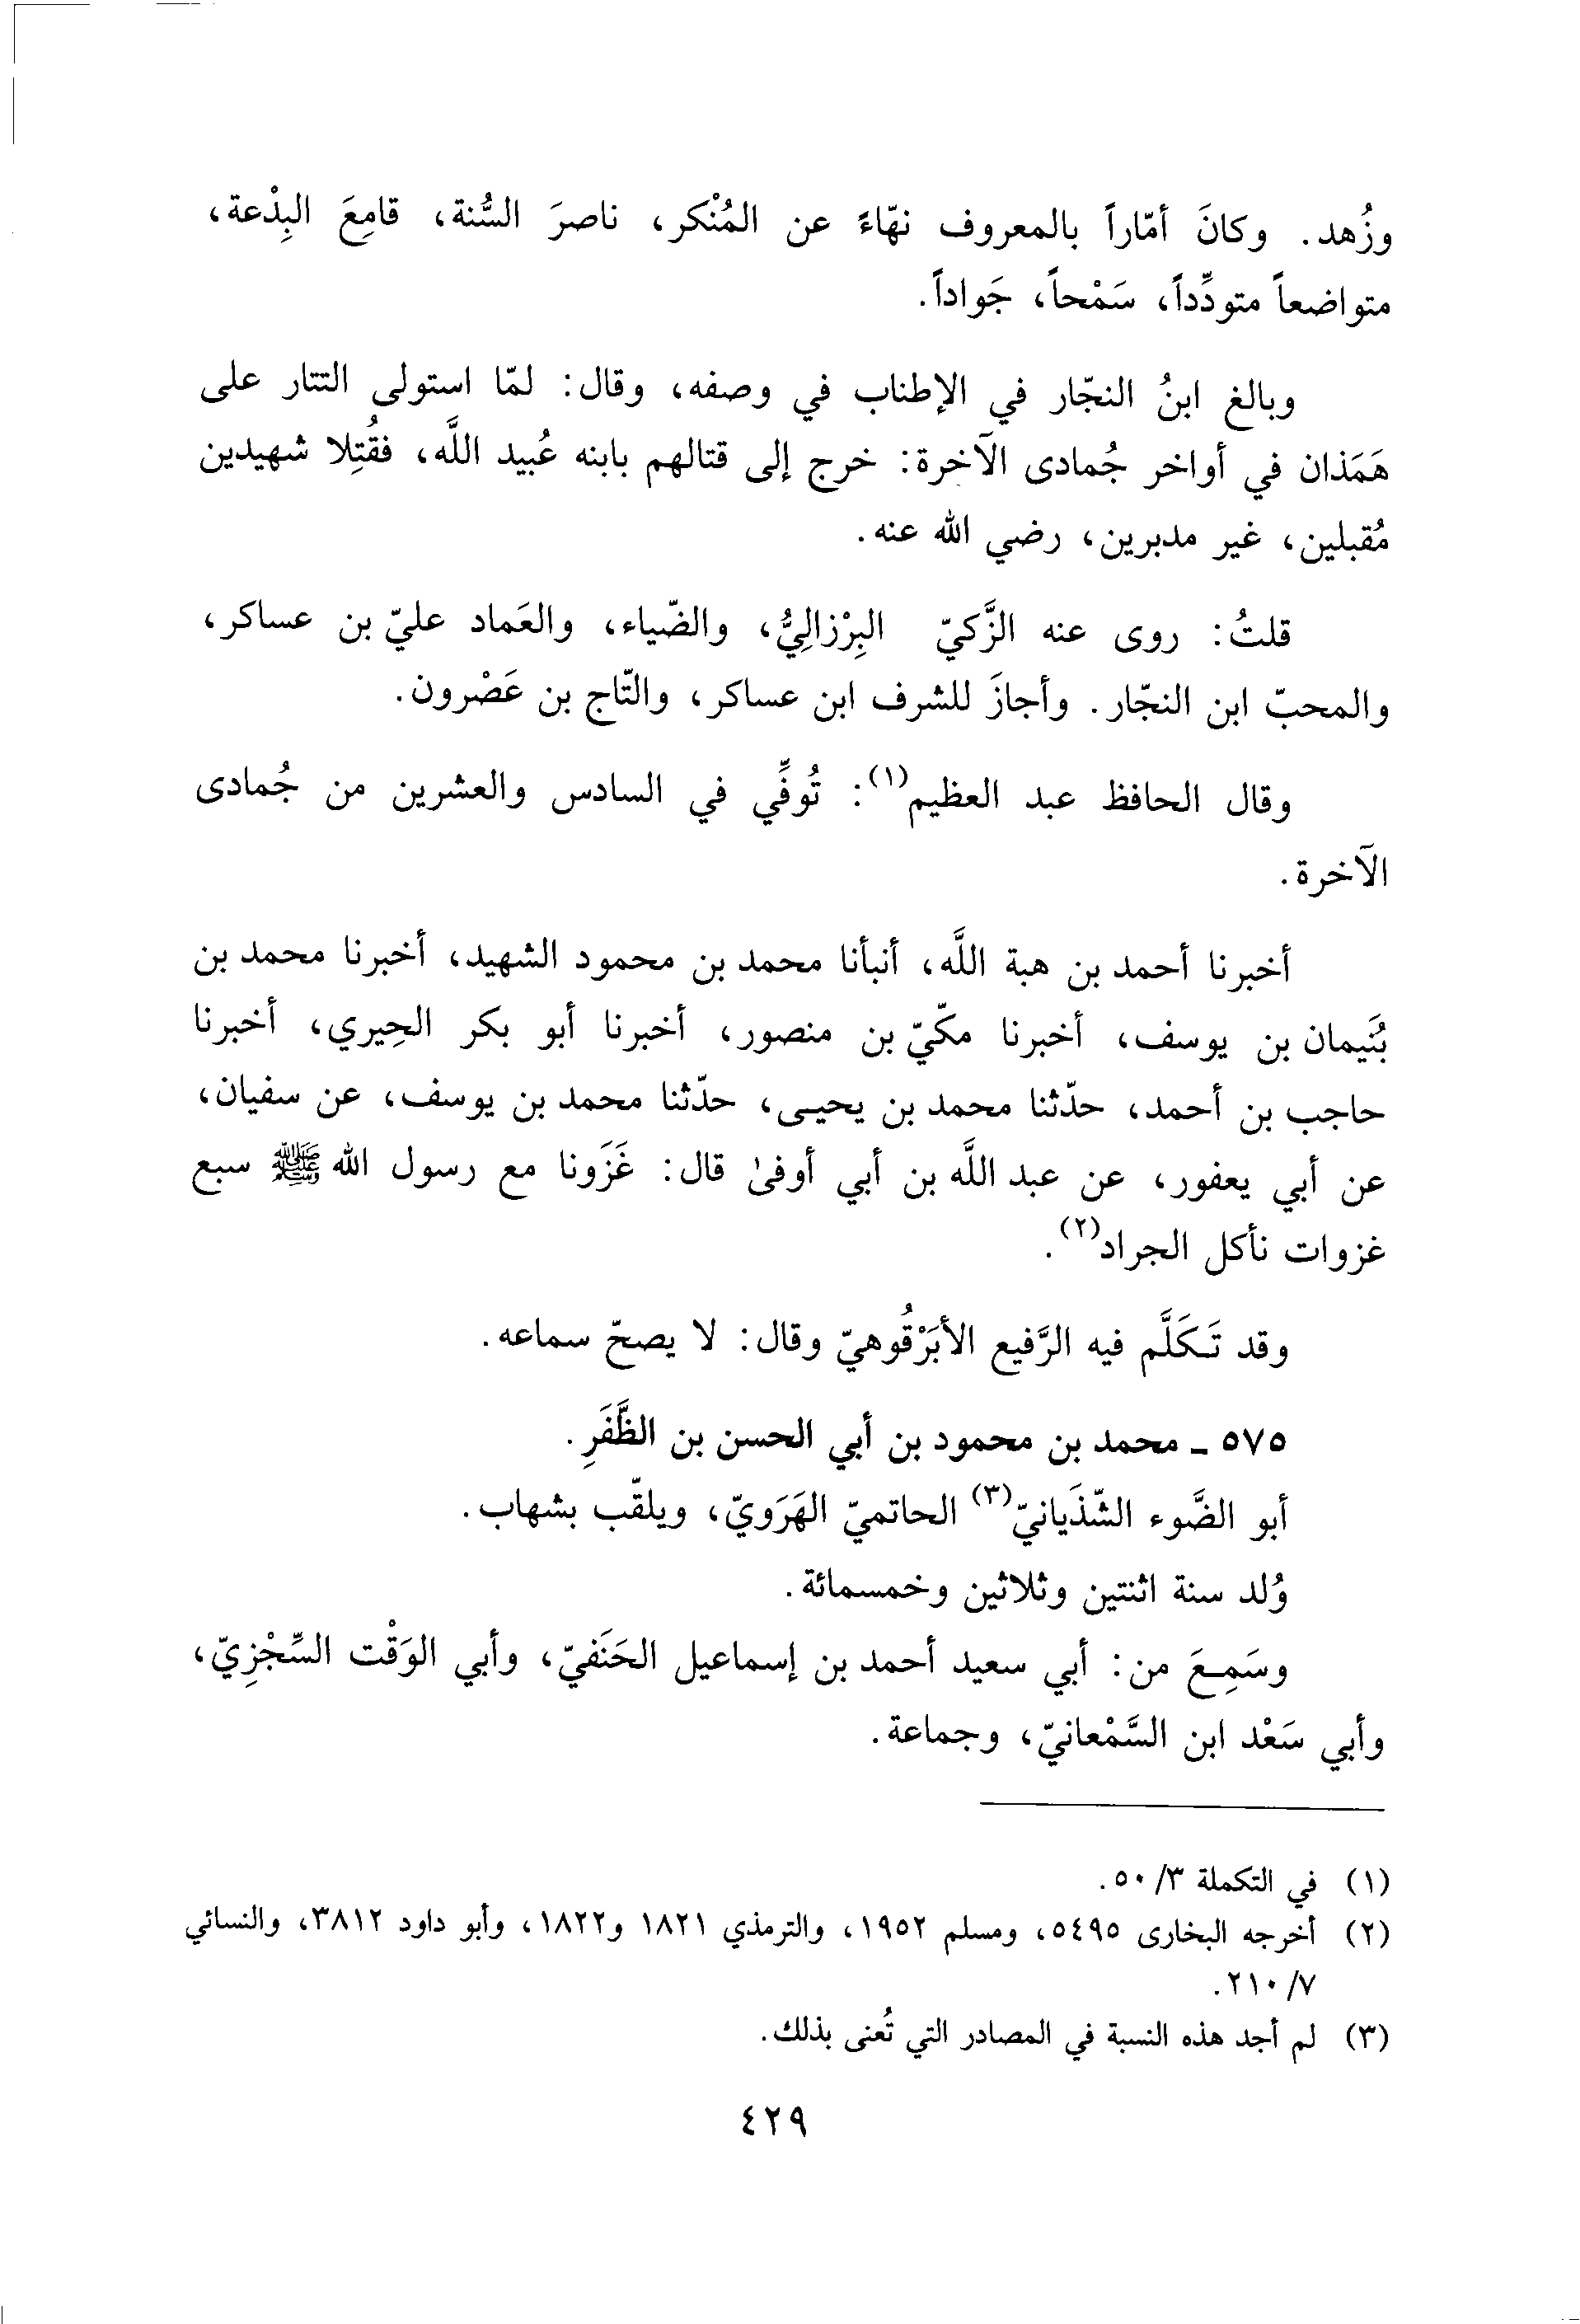 وزُهد. وكانَ أمّاراً بالمعروف نهّاءً عن المُنْكر، ناصرَ السُّنة، قامِعَ البِدْعة،
متواضعاً متودِّداً، سَمْحاً، جَواداً.
وبالغ ابنُ النجّار في الإطناب في وصفه، وقال: لمّا استولى التتار على
هَمَذان في أواخر جُمادى الآخرة: خرج إلى قتالهم بابنه عُبيد اللَّه، فقُتِلا شهيدين
مُقبلين، غير مدبرين، رضي الله عنه.
قلتُ: روى عنه الزَّكيّ البِرْزالِيُّ، والضّياء، والعَماد عليّ بن عساكر،
والمحبّ ابن النجّار. وأجازَ للشرف ابن عساكر، والتّاج بن عَصْرون.
وقال الحافظ عبد العظيم(١): تُوفِّي في السادس والعشرين من جُمادى
الآخرة.
أخبرنا أحمد بن هبة اللَّه، أنبأنا محمد بن محمود الشهيد، أخبرنا محمد بن
بُنَيمان بن يوسف، أخبرنا مكّيّ بن منصور، أخبرنا أبو بكر الحِيري، أخبرنا
حاجب بن أحمد، حدّثنا محمد بن يحيى، حدّثنا محمد بن يوسف، عن سفيان،
عن أبي يعفور، عن عبد اللَّه بن أبي أوفىٰ قال: غَزَونا مع رسول الله ﷺ سبع
غزوات نأكل الجراد(٢).
وقد تَكَلَّم فيه الرَّفيع الأبَرْقُوهيّ وقال: لا يصحّ سماعه.
٥٧٥ ـ محمد بن محمود بن أبي الحسن بن الظَّفَرِ.
أبو الضَّوء الشّذَيانيّ(٣) الحاتميّ الهَرَويّ، ويلقّب بشهاب.
وُلد سنة اثنتين وثلاثين وخمسمائة.
وسَمِعَ من: أبي سعيد أحمد بن إسماعيل الحَنَفيّ، وأبي الوَقْت السِّجْزِيّ،
وأبي سَعْد ابن السَّمْعانيّ، وجماعة.
(١) في التكملة ٣/ ٥٠.
(٢) أخرجه البخارى ٥٤٩٥، ومسلم ١٩٥٢، والترمذي ١٨٢١ و١٨٢٢، وأبو داود ٣٨١٢، والنسائي
٧/ ٢١٠.
(٣) لم أجد هذه النسبة في المصادر التي تُعنى بذلك.
٤٢٩